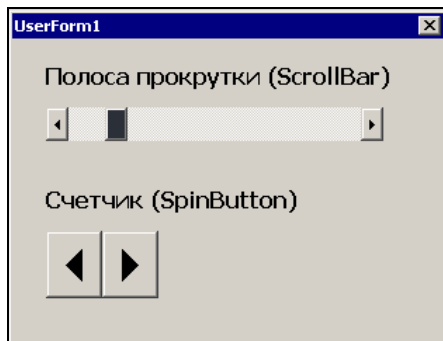 UserForm1
Полоса прокрутки (ScrollBar)
Счетчик (SpinButton)